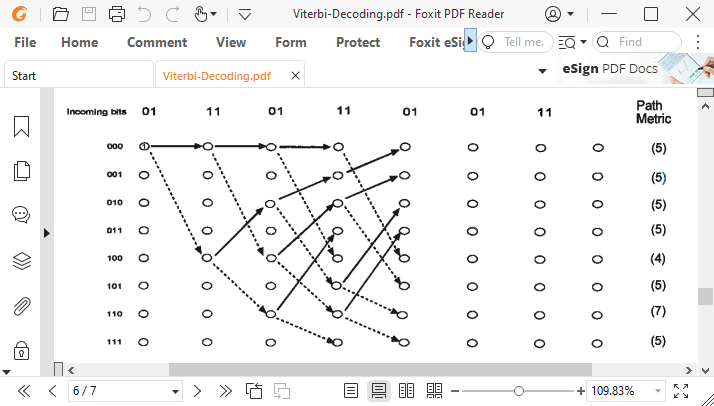 Viterbi-Decoding.pdf - Foxit PDF Reader
File Home Comment View Form Protect Foxit eSi Tell me. Find
Start Viterbi-Decoding.pdf eSign PDF Docs
Incoming bits 01 11 01 11 01 01 11 Path
Metric
000 1 (5)
001 (5)
010 (5)
011 (5)
100 (4)
101 (5)
110 (7)
111 (5)
6 / 7 109.83%